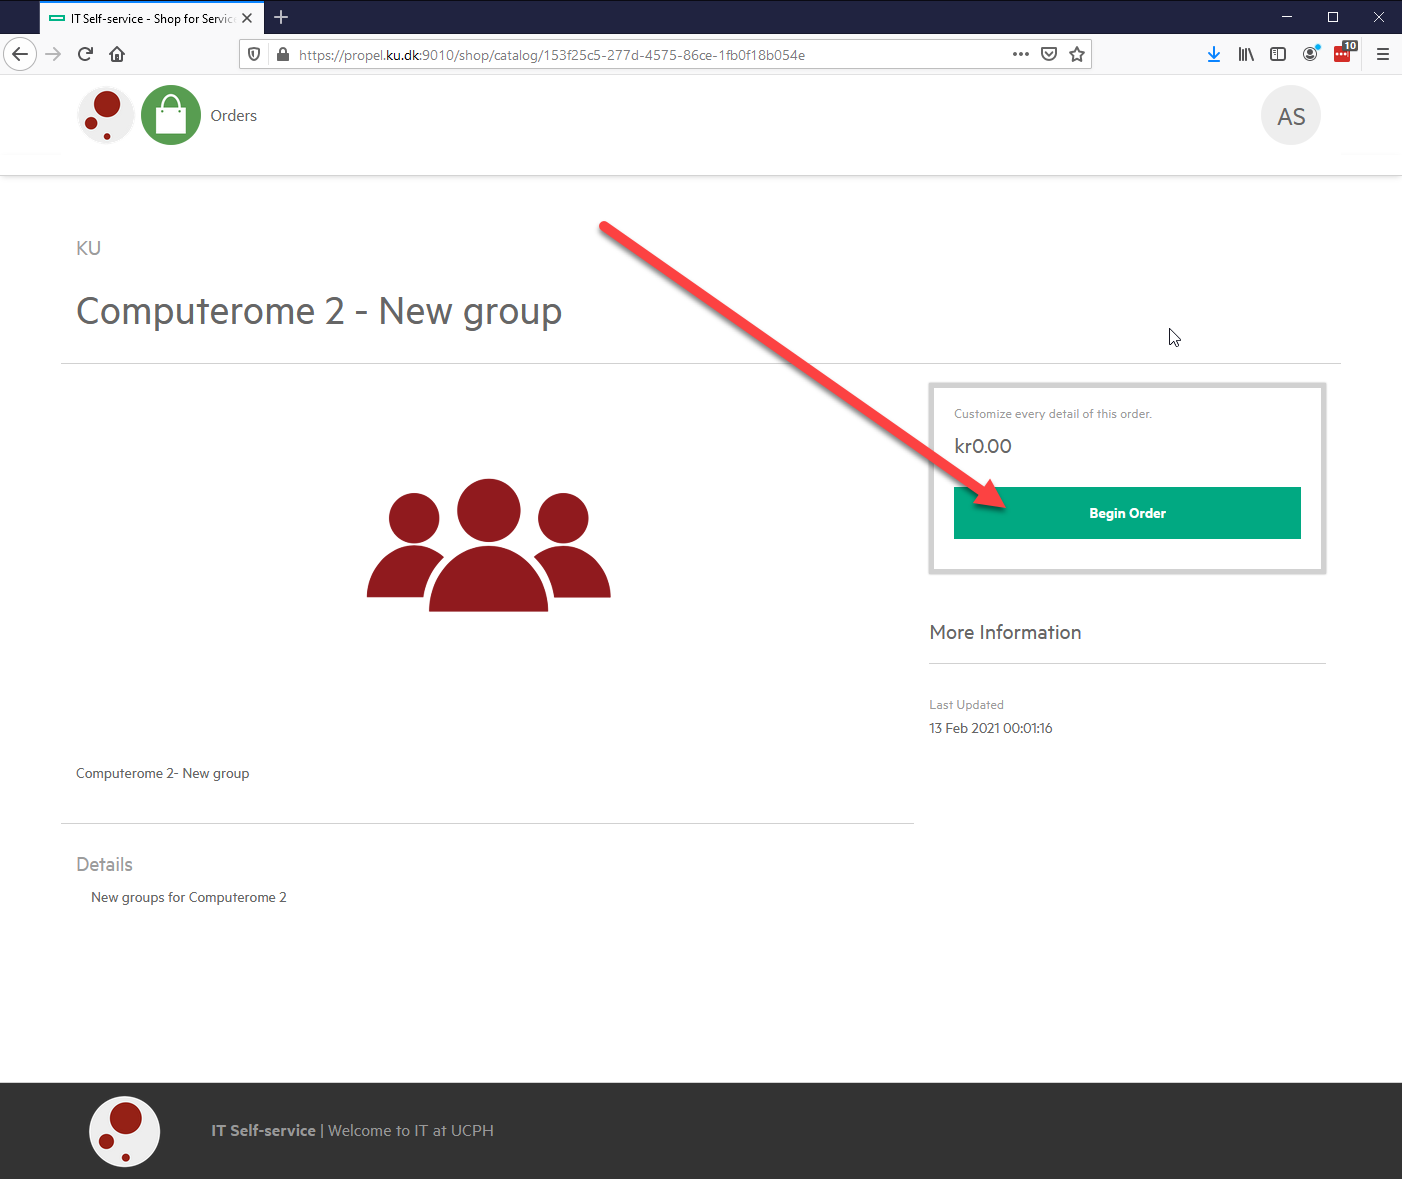 IT Self-service - Shop for Servic
https://propel.ku.dk:9010/shop/catalog/153f25c5-277d-4575-86ce-1fb0f18b054e
10
Orders
AS
KU
Computerome 2 - New group
Customize every detail of this order.
kr0.00
Begin Order
More Information
Last Updated
13 Feb 2021 00:01:16
Computerome 2- New group
Details
New groups for Computerome 2
IT Self-service | Welcome to IT at UCPH